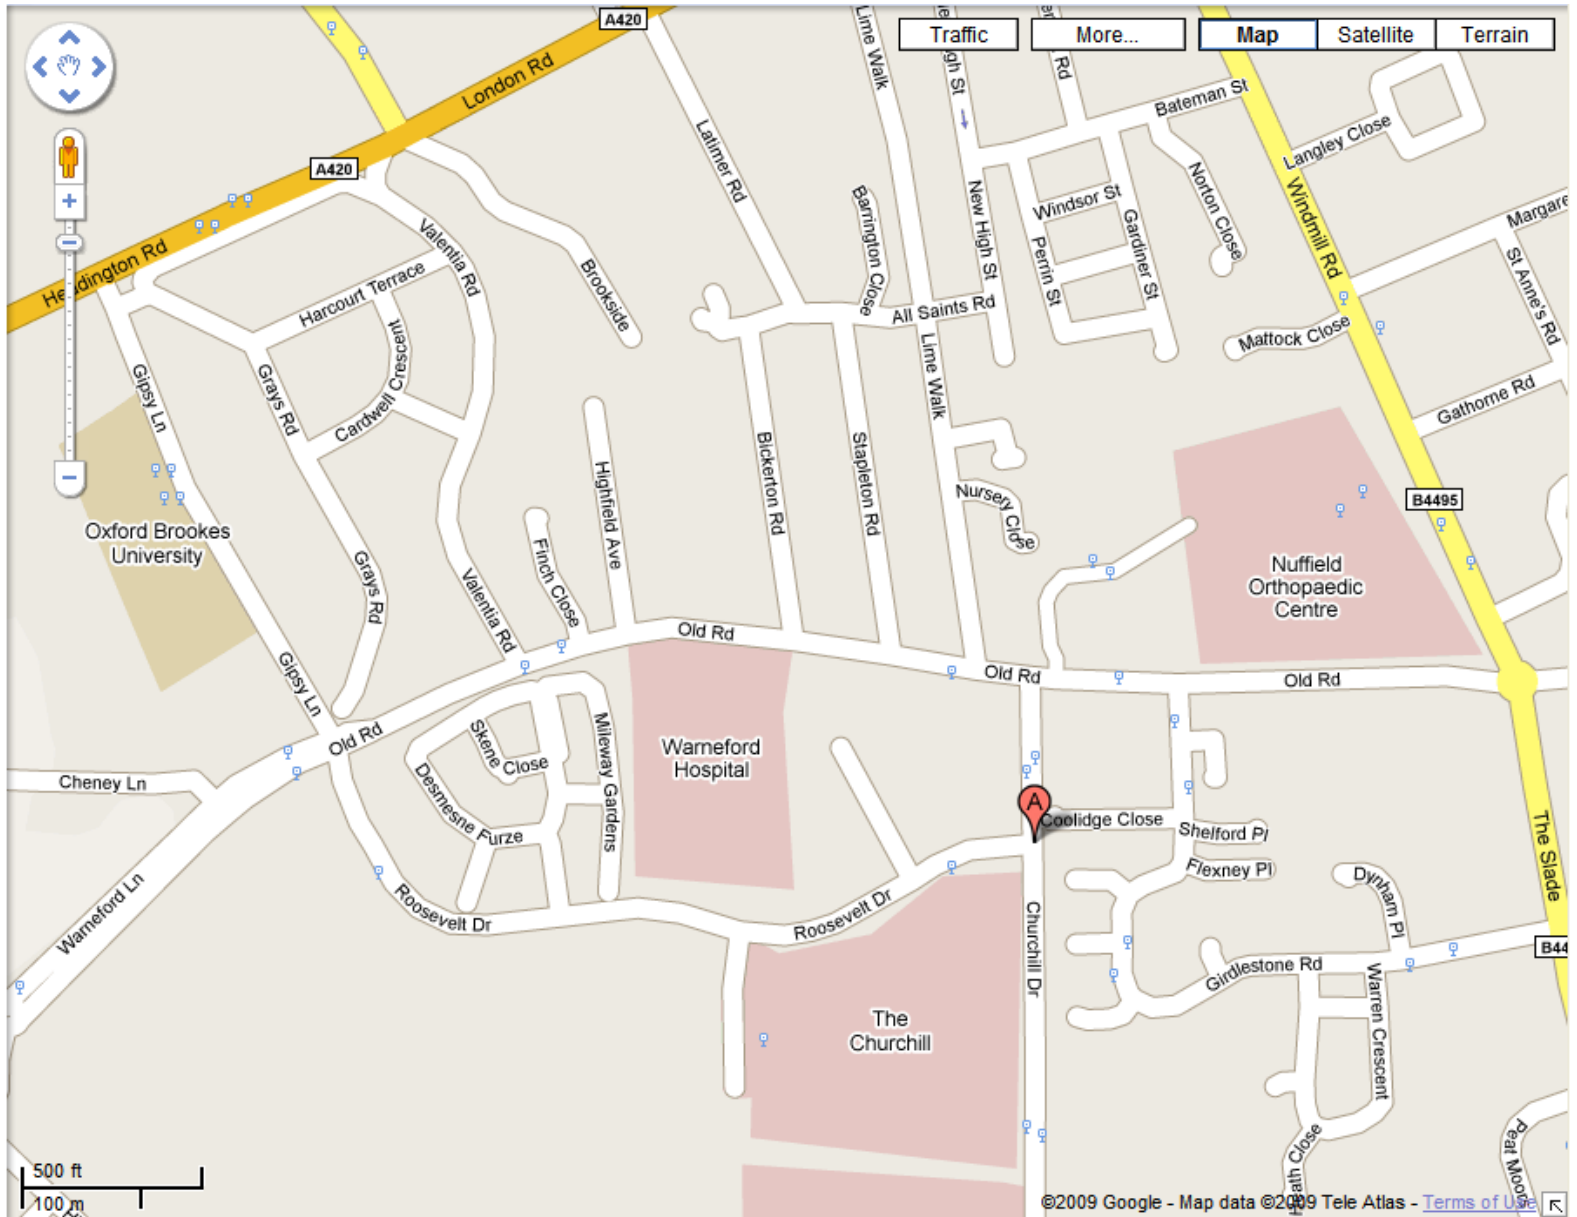 A420
Traffic
More...
Map
Satellite
Terrain
London Rd
Lime Walk
Rd
Bateman St
Langley Close
A420
Latimer Rd
Norton Close
Windmill Rd
Barrington Close
New High St
Windsor St
Gardiner St
Perrin St
St Anne's Rd
Headington Rd
Valentia Rd
Harcourt Terrace
Brookside
All Saints Rd
Mattock Close
Gipsy Ln
Grays Rd
Cardwell Crescent
Lime Walk
Gathorne Rd
Highfield Ave
Bickerton Rd
Stapleton Rd
Nursery Close
B4495
Oxford Brookes
University
Finch Close
Grays Rd
Valentia Rd
Nuffield
Orthopaedic
Centre
Old Rd
Old Rd
Old Rd
Gipsy Ln
Old Rd
Skene Close
Mileway Gardens
Warneford
Hospital
Cheney Ln
Desmesne Furze
A
Coolidge Close
Shelford Pl
Flexney Pl
The Slade
Dynham Pl
Warneford Ln
Roosevelt Dr
Roosevelt Dr
Churchill Dr
Girdlestone Rd
Warren Crescent
The
Churchill
500 ft
100 m
©2009 Google - Map data ©2009 Tele Atlas - Terms of Use